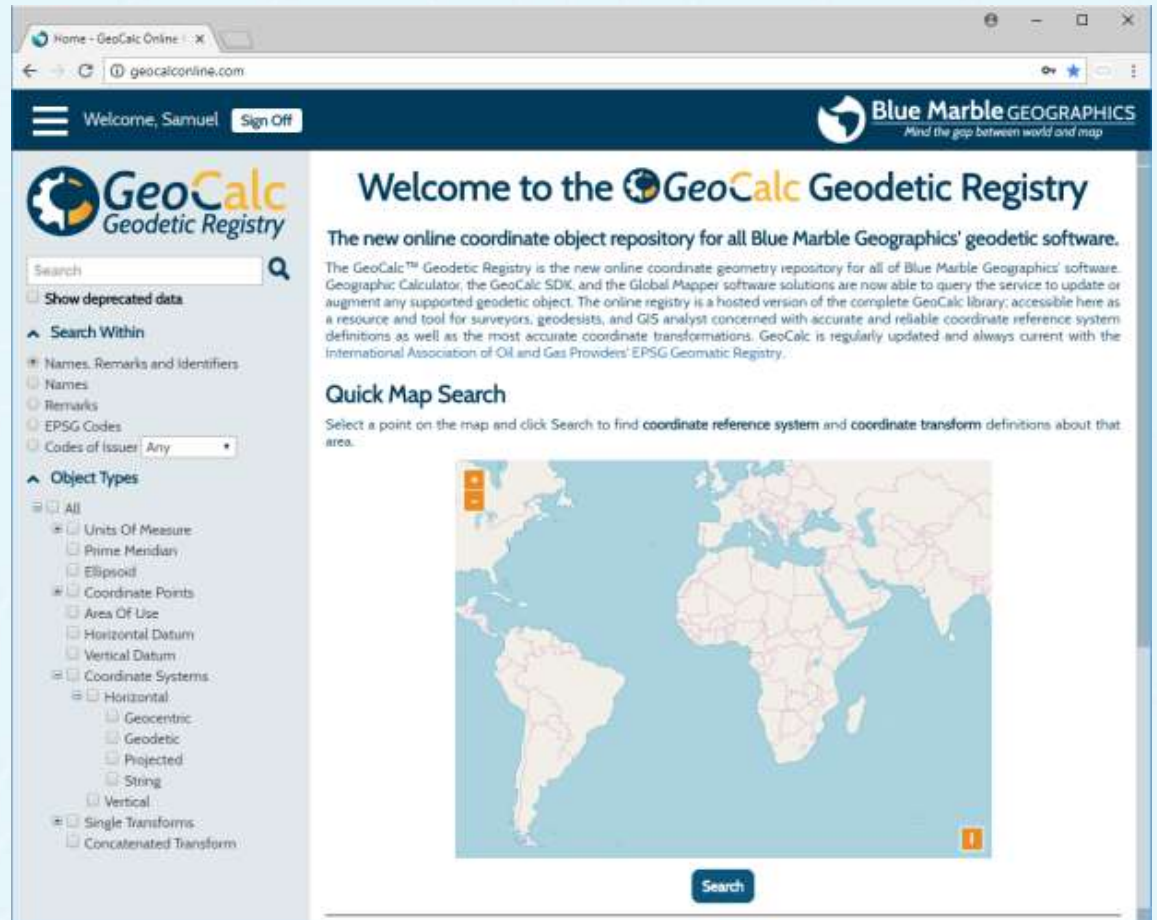 Home - GeoCalc Online
geocalconline.com
Welcome, Samuel
Sign Off
Blue Marble GEOGRAPHICS
Mind the gap between world and map
GeoCalc
Geodetic Registry
Search
Show deprecated data
Search Within
Names, Remarks and Identifiers
Names
Remarks
EPSG Codes
Codes of Issuer Any
Object Types
All
Units Of Measure
Prime Meridian
Ellipsoid
Coordinate Points
Area Of Use
Horizontal Datum
Vertical Datum
Coordinate Systems
Horizontal
Geocentric
Geodetic
Projected
String
Vertical
Single Transforms
Concatenated Transform
Welcome to the GeoCalc Geodetic Registry
The new online coordinate object repository for all Blue Marble Geographics' geodetic software.
The GeoCalc™ Geodetic Registry is the new online coordinate geometry repository for all of Blue Marble Geographics' software.
Geographic Calculator, the GeoCalc SDK, and the Global Mapper software solutions are now able to query the service to update or
augment any supported geodetic object. The online registry is a hosted version of the complete GeoCalc library; accessible here as
a resource and tool for surveyors, geodesists, and GIS analyst concerned with accurate and reliable coordinate reference system
definitions as well as the most accurate coordinate transformations. GeoCalc is regularly updated and always current with the
International Association of Oil and Gas Providers' EPSG Geomatic Registry.
Quick Map Search
Select a point on the map and click Search to find coordinate reference system and coordinate transform definitions about that
area.
+
-
i
Search